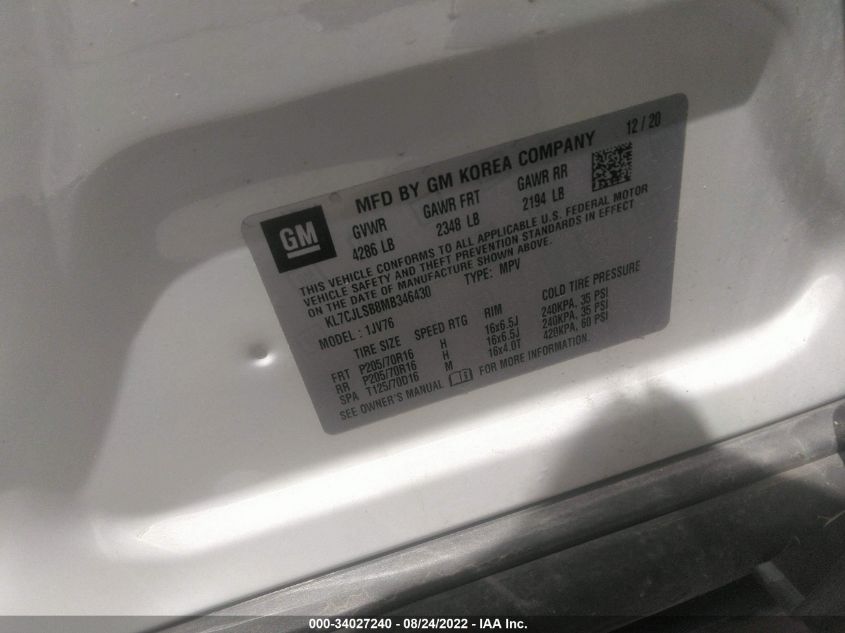 MFD BY GM KOREA COMPANY 12 / 20
GM
GVWR GAWR FRT GAWR RR
4286 LB 2348 LB 2194 LB
THIS VEHICLE CONFORMS TO ALL APPLICABLE U.S. FEDERAL MOTOR
VEHICLE SAFETY AND THEFT PREVENTION STANDARDS IN EFFECT
ON THE DATE OF MANUFACTURE SHOWN ABOVE.
KL7CJLSB8MB346430 TYPE: MPV
MODEL : 1JV76
TIRE SIZE SPEED RTG RIM COLD TIRE PRESSURE
FRT P205/70R16 H 16x6.5J 240KPA, 35 PSI
RR P205/70R16 H 16x6.5J 240KPA, 35 PSI
SPA T125/70D16 M 16x4.0T 420KPA, 60 PSI
SEE OWNER'S MANUAL FOR MORE INFORMATION.
000-34027240 - 08/24/2022 - IAA Inc.